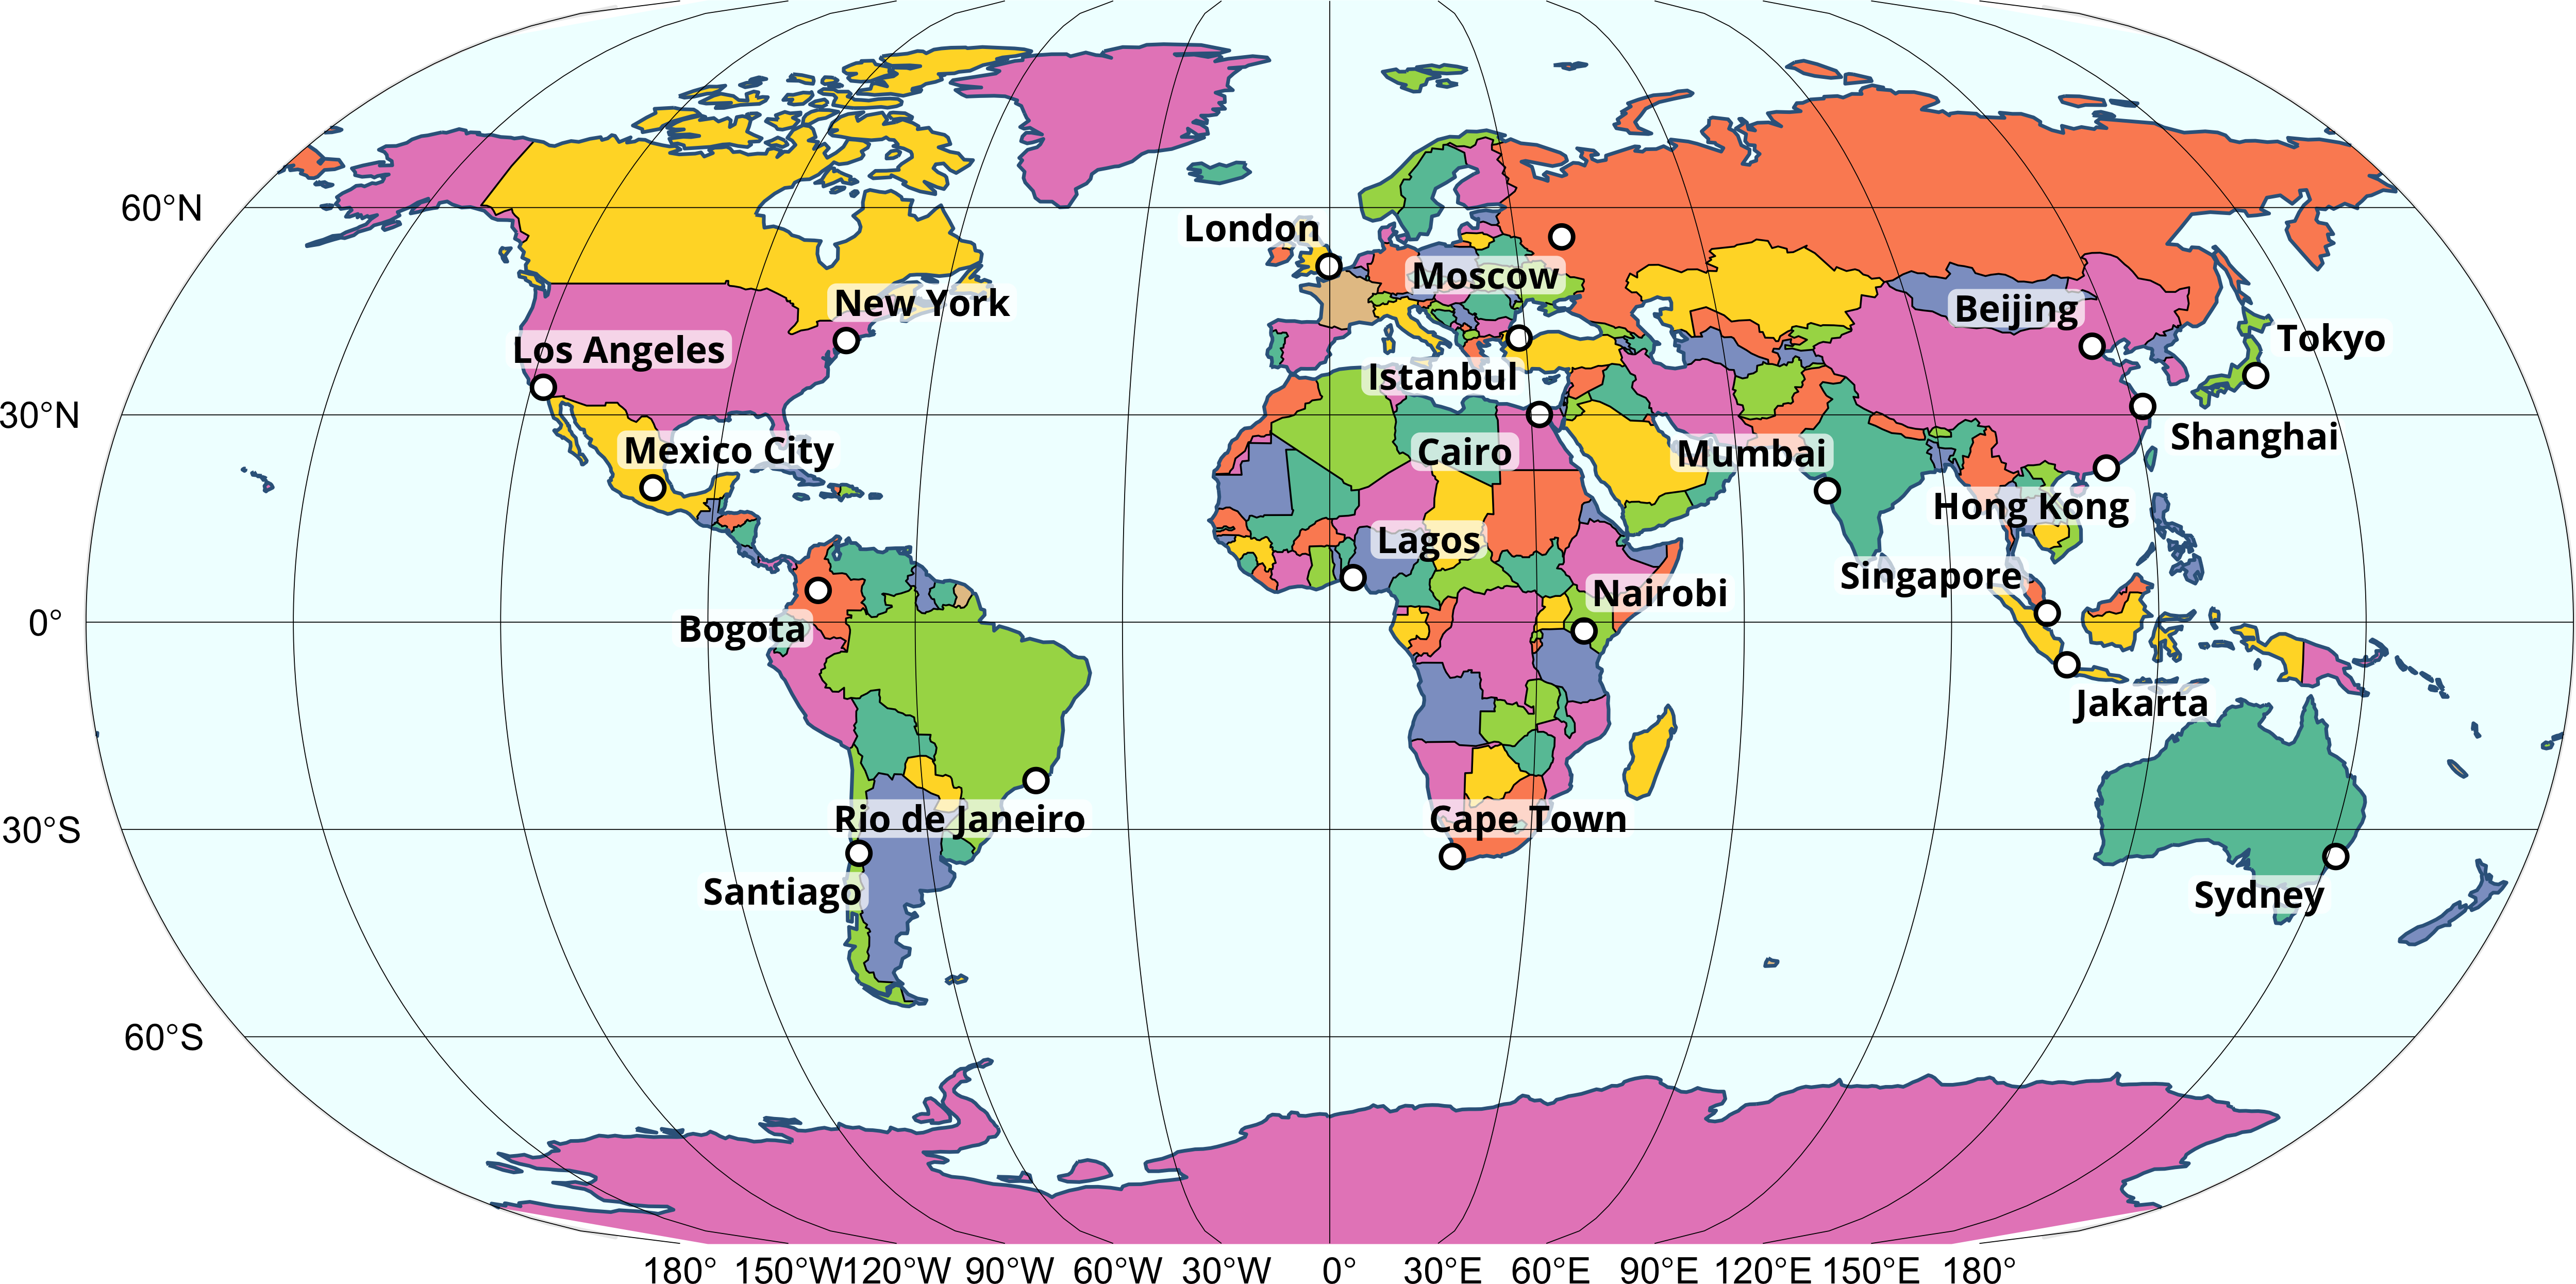 60°N
London
Moscow
New York
Beijing
Los Angeles
Tokyo
Istanbul
30°N
Shanghai
Mexico City
Cairo
Mumbai
Hong Kong
Lagos
Singapore
Nairobi
0°
Bogota
Jakarta
Rio de Janeiro
Cape Town
30°S
Santiago
Sydney
60°S
180° 150°W 120°W 90°W 60°W 30°W 0° 30°E 60°E 90°E 120°E 150°E 180°